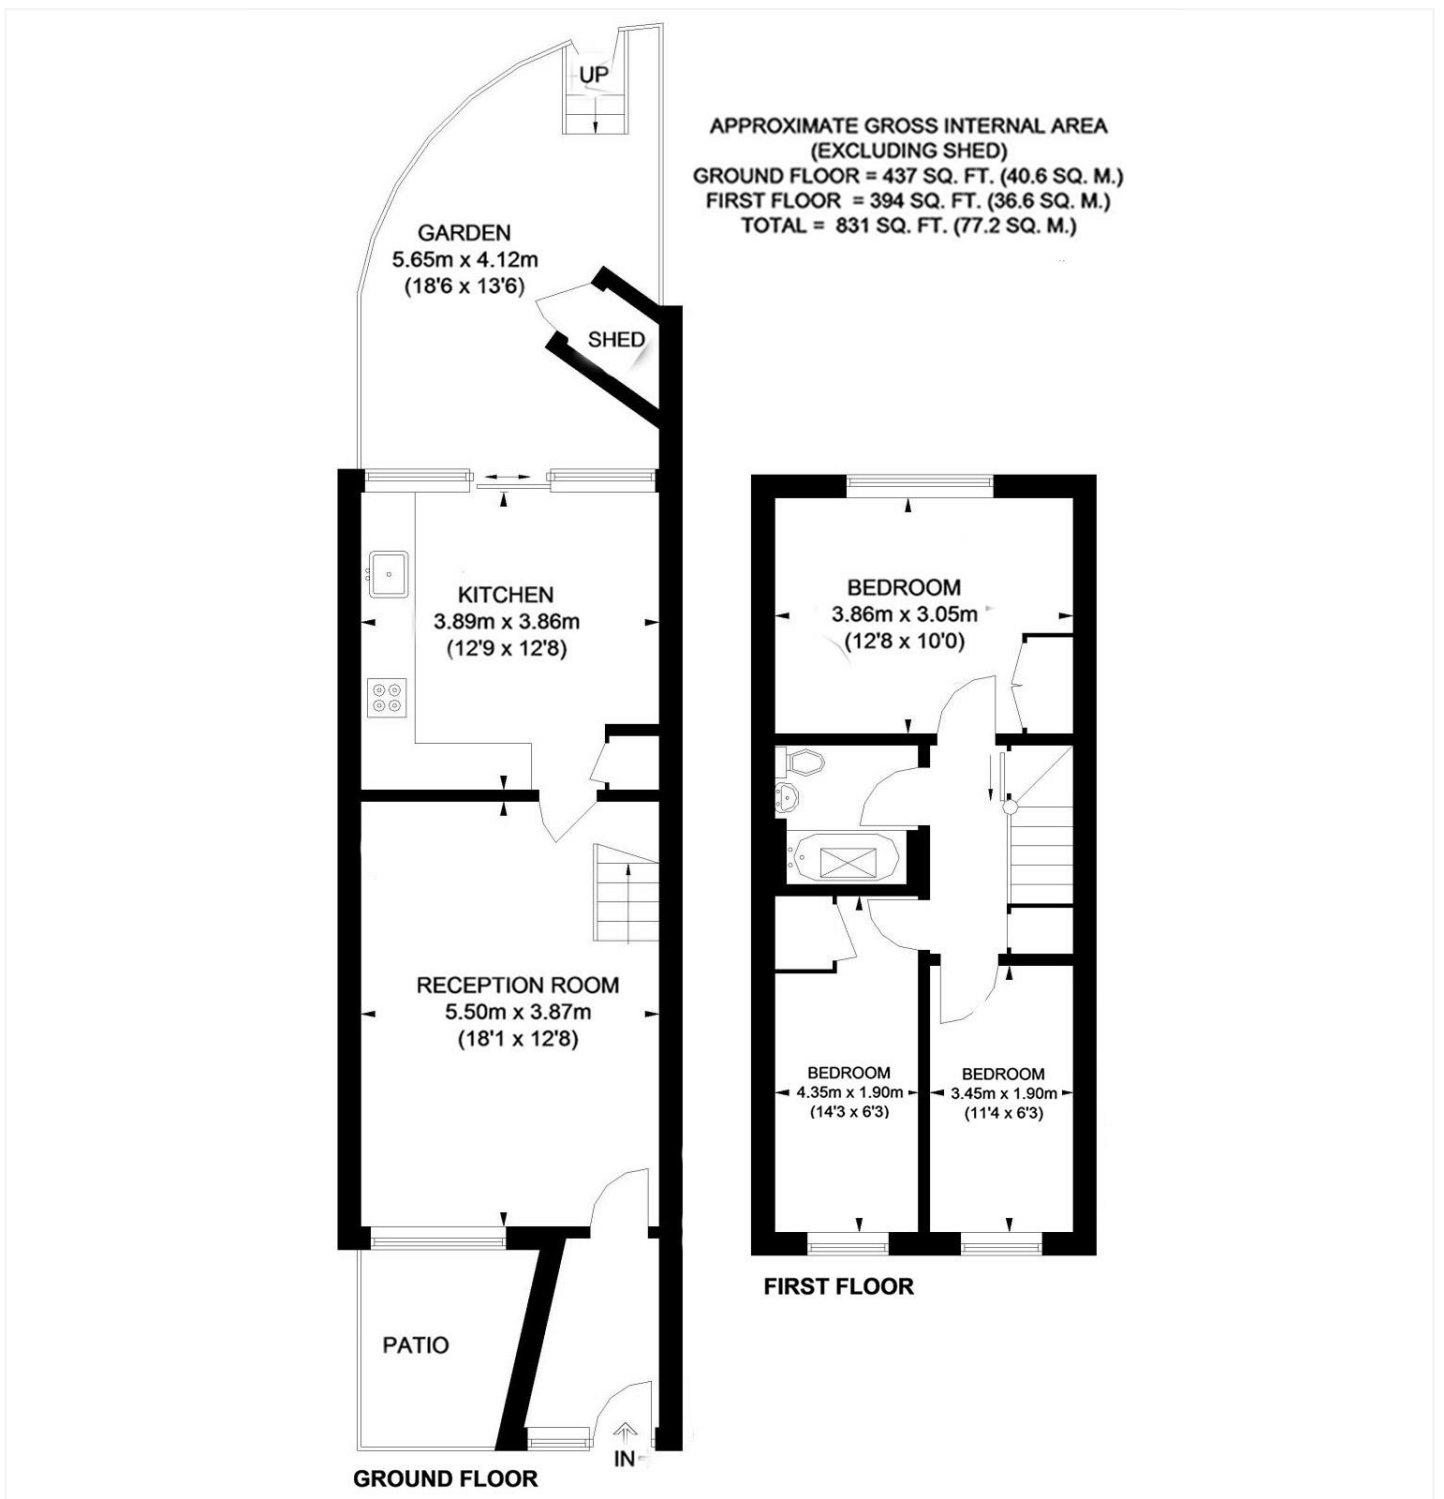 UP
APPROXIMATE GROSS INTERNAL AREA
(EXCLUDING SHED)
GROUND FLOOR = 437 SQ. FT. (40.6 SQ. M.)
FIRST FLOOR = 394 SQ. FT. (36.6 SQ. M.)
TOTAL = 831 SQ. FT. (77.2 SQ. M.)
GARDEN
5.65m x 4.12m
(18'6 x 13'6)
SHED
KITCHEN
3.89m x 3.86m
(12'9 x 12'8)
RECEPTION ROOM
5.50m x 3.87m
(18'1 x 12'8)
PATIO
IN
GROUND FLOOR
BEDROOM
3.86m x 3.05m
(12'8 x 10'0)
BEDROOM
4.35m x 1.90m
(14'3 x 6'3)
BEDROOM
3.45m x 1.90m
(11'4 x 6'3)
FIRST FLOOR